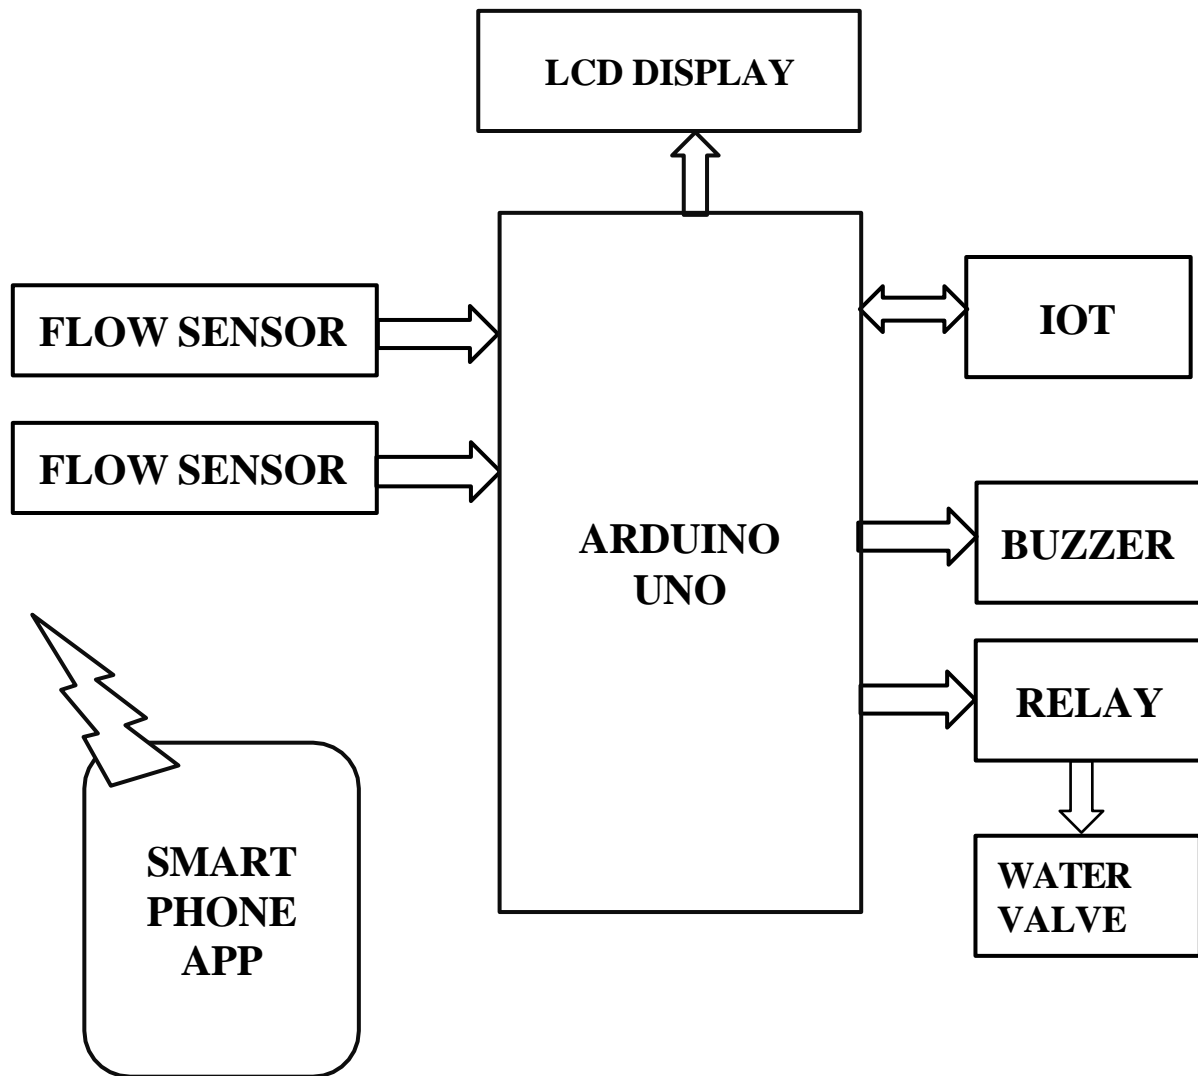 LCD DISPLAY
FLOW SENSOR
IOT
FLOW SENSOR
ARDUINO
UNO
BUZZER
RELAY
SMART
PHONE
APP
WATER
VALVE